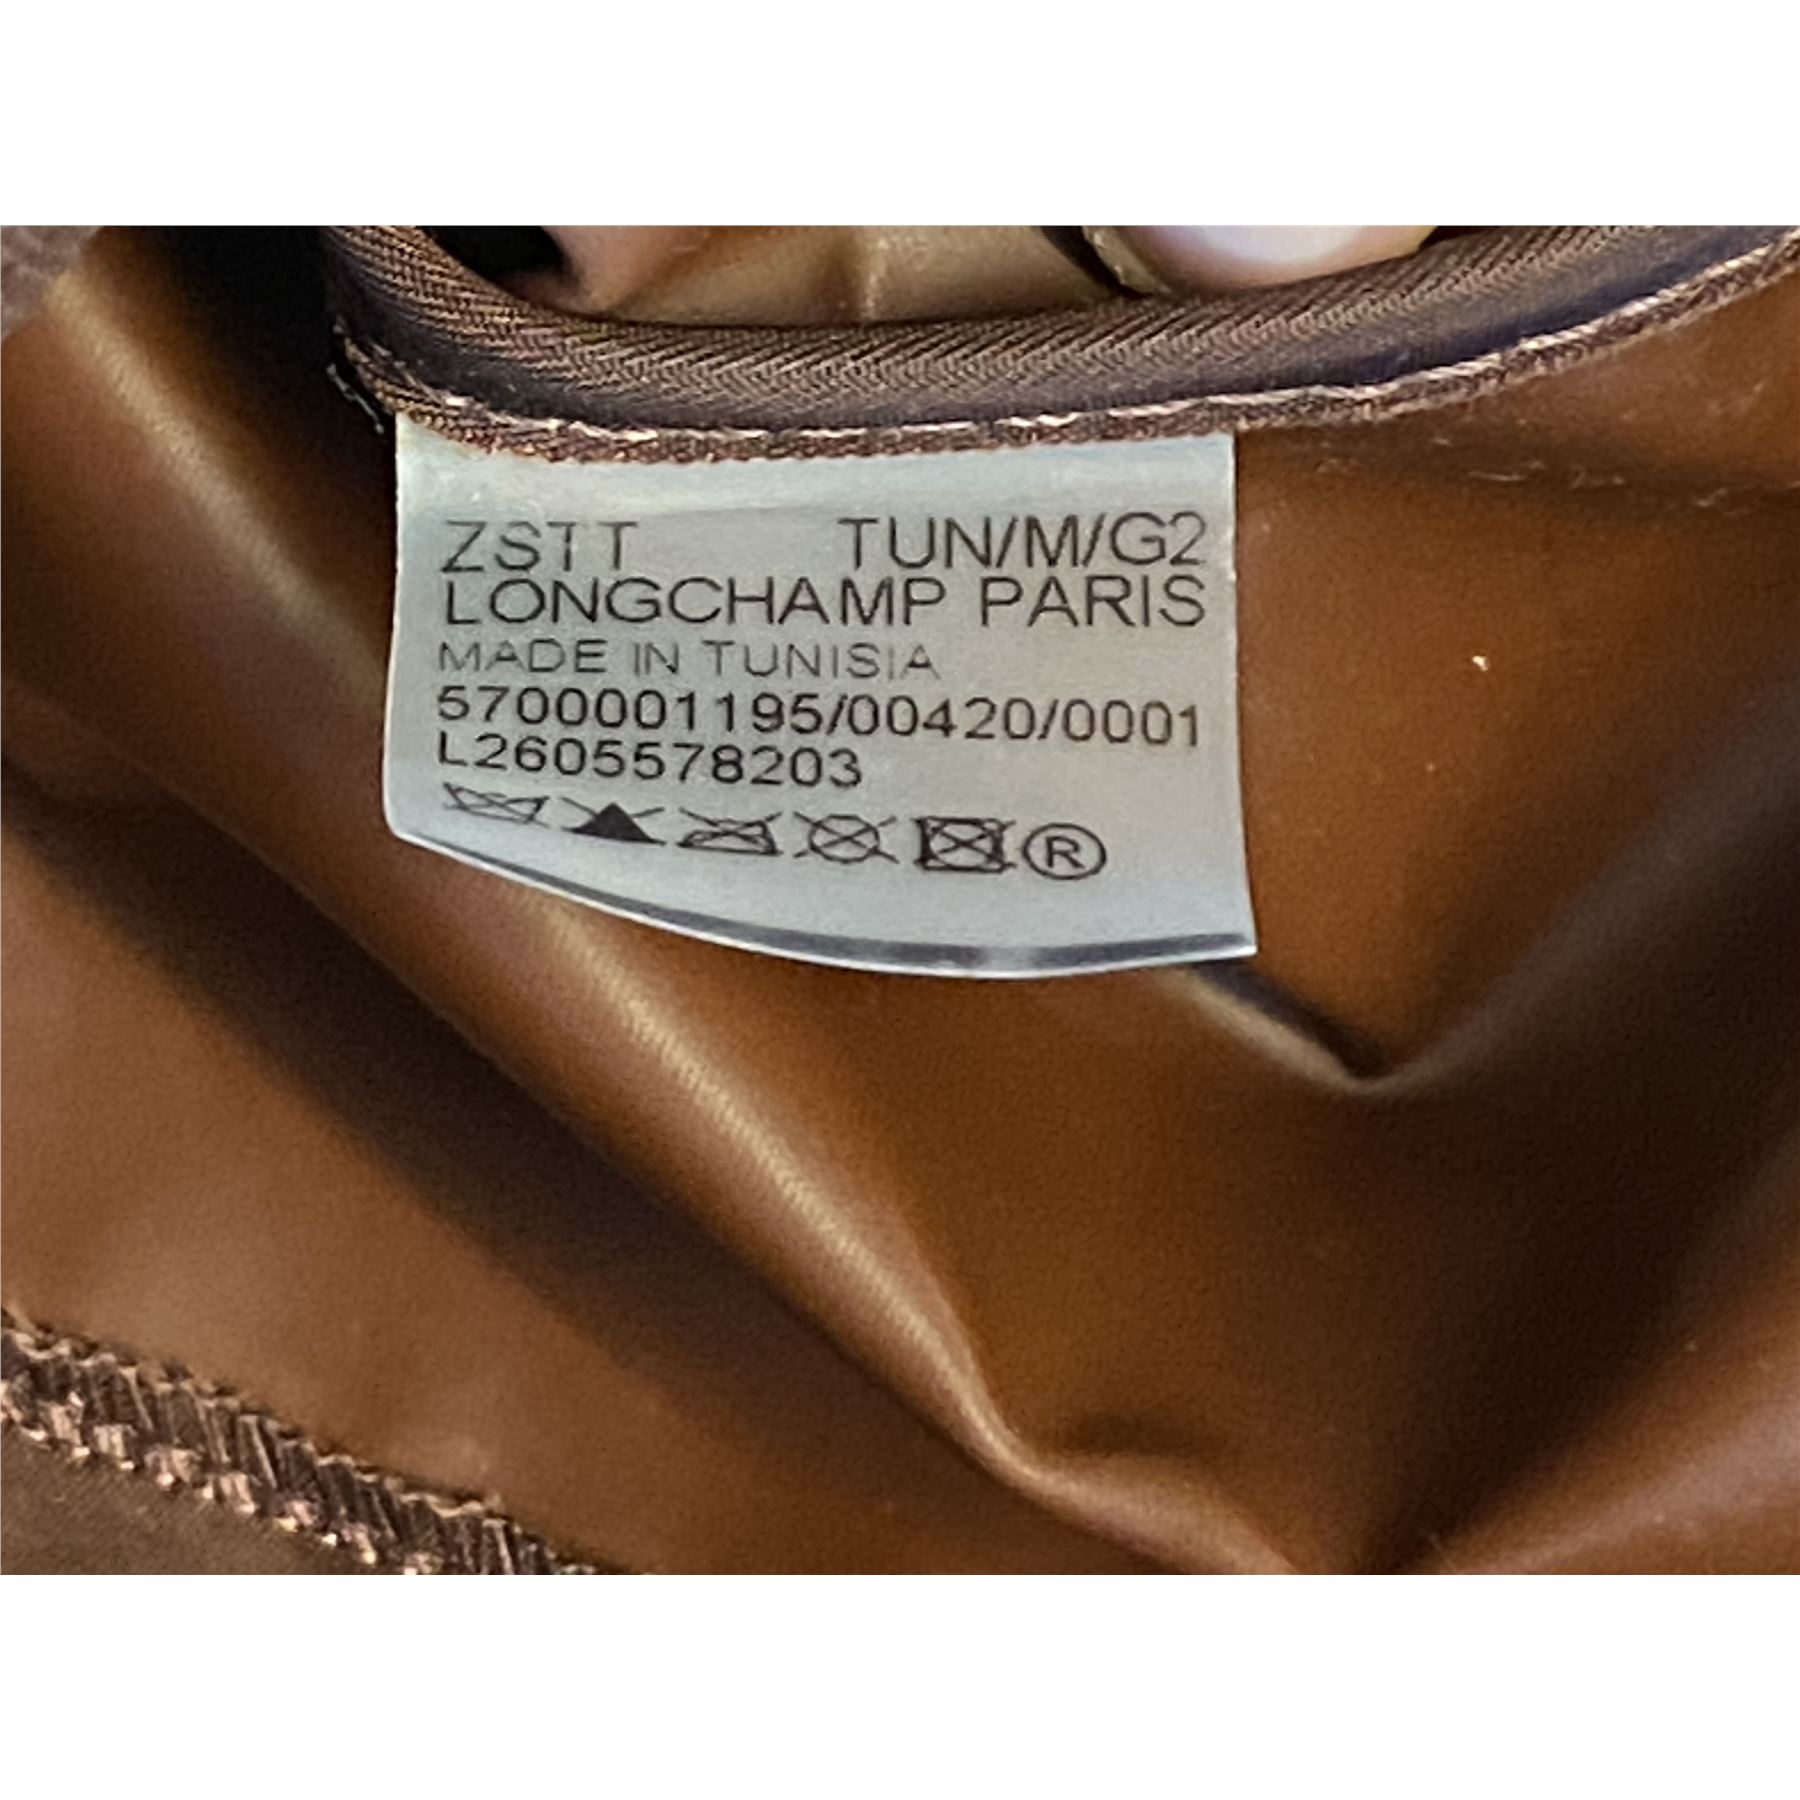 ZSTT TUN/M/G2
LONGCHAMP PARIS
MADE IN TUNISIA
5700001195/00420/0001
L2605578203
®